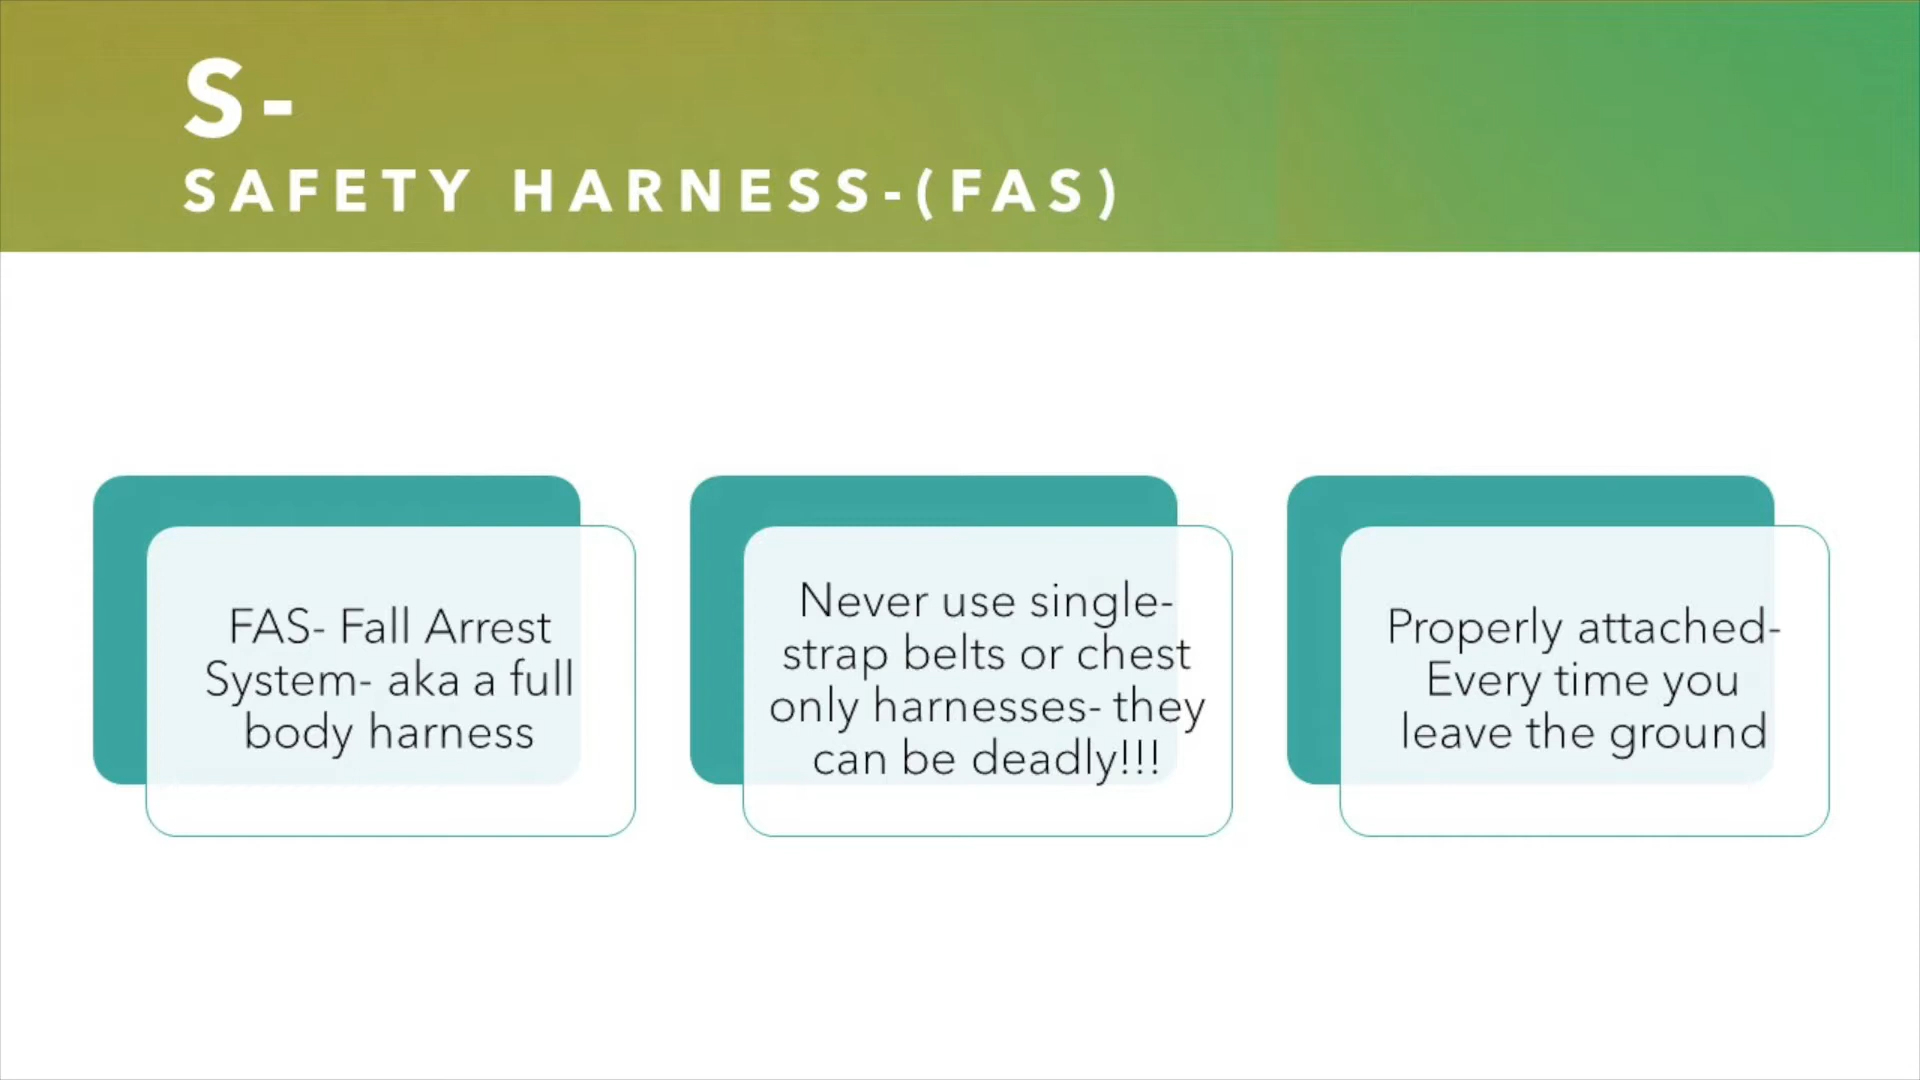 S-
SAFETY HARNESS-(FAS)
FAS- Fall Arrest
System- aka a full
body harness
Never use single-
strap belts or chest
only harnesses- they
can be deadly!!!
Properly attached-
Every time you
leave the ground